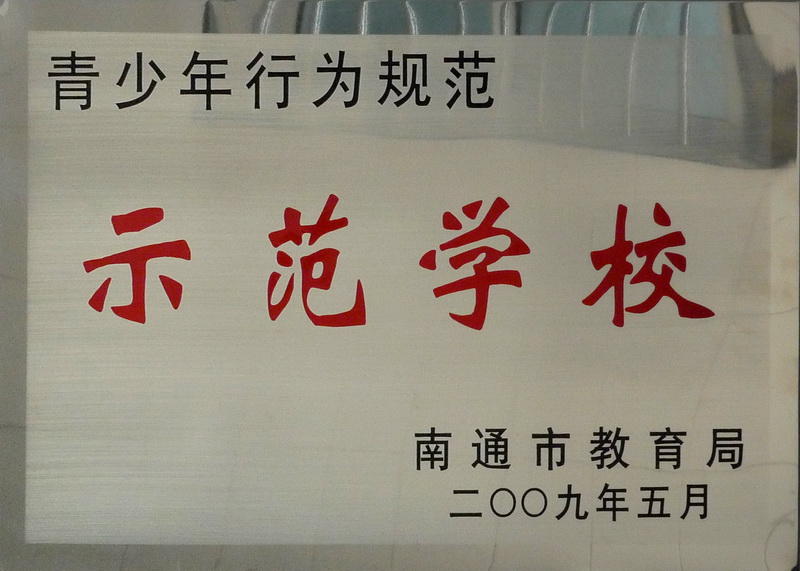 青少年行为规范
示范学校
南通市教育局
二〇〇九年五月